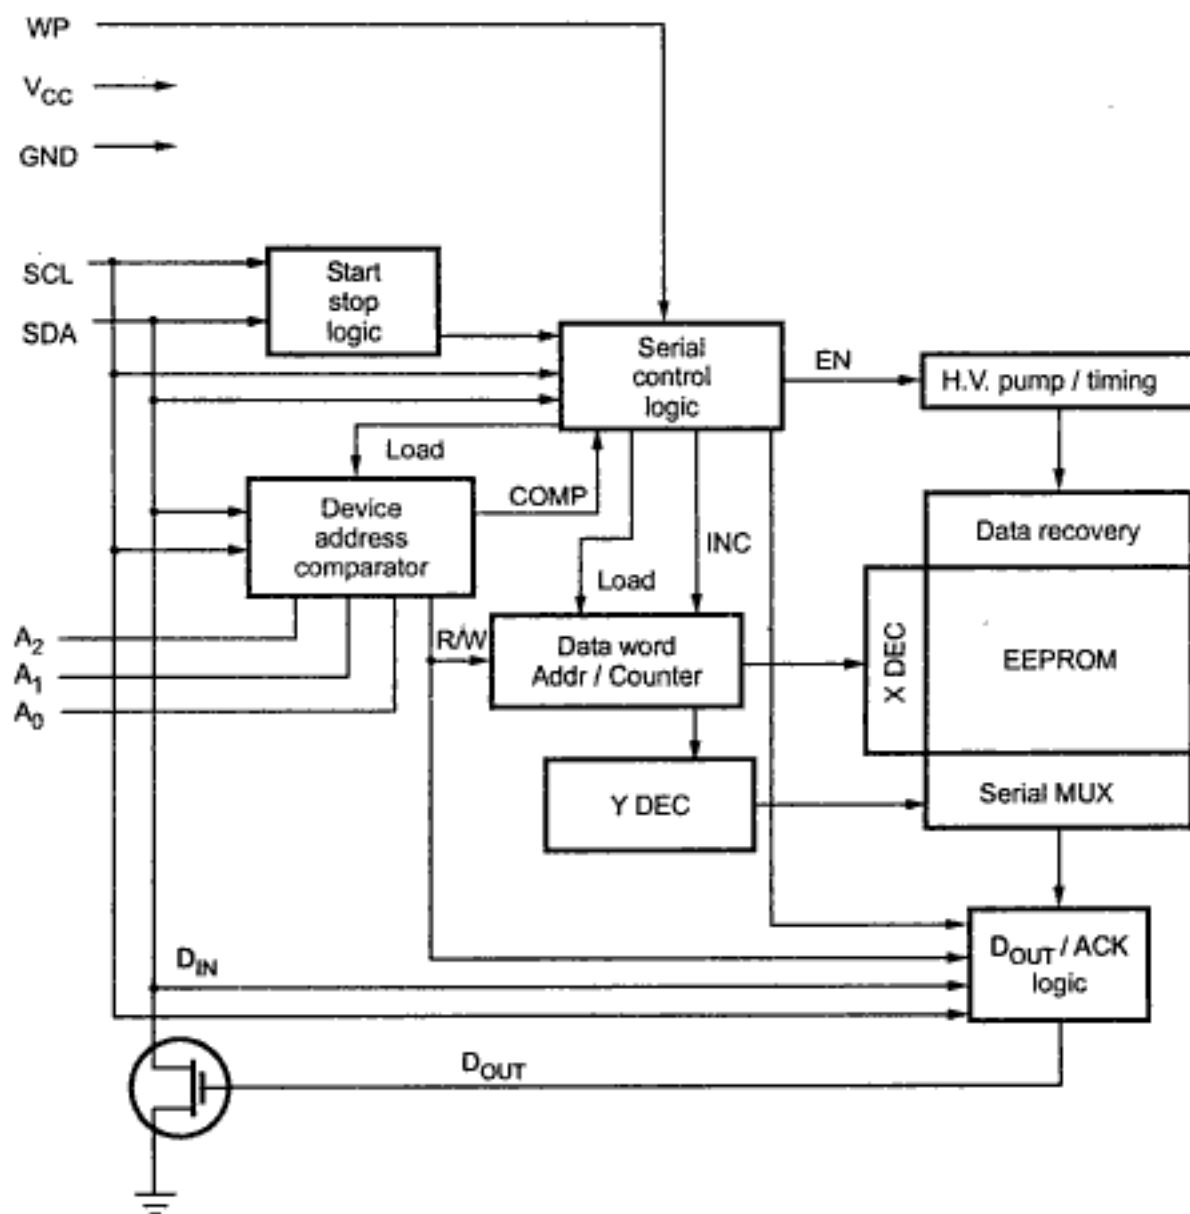 WP
VCC
GND
SCL
SDA
Start
stop
logic
Serial
control
logic
EN
H.V. pump / timing
Load
Device
address
comparator
COMP
INC
Load
Data recovery
A2
A1
A0
R/W
Data word
Addr / Counter
X DEC
EEPROM
Y DEC
Serial MUX
DIN
DOUT / ACK
logic
DOUT